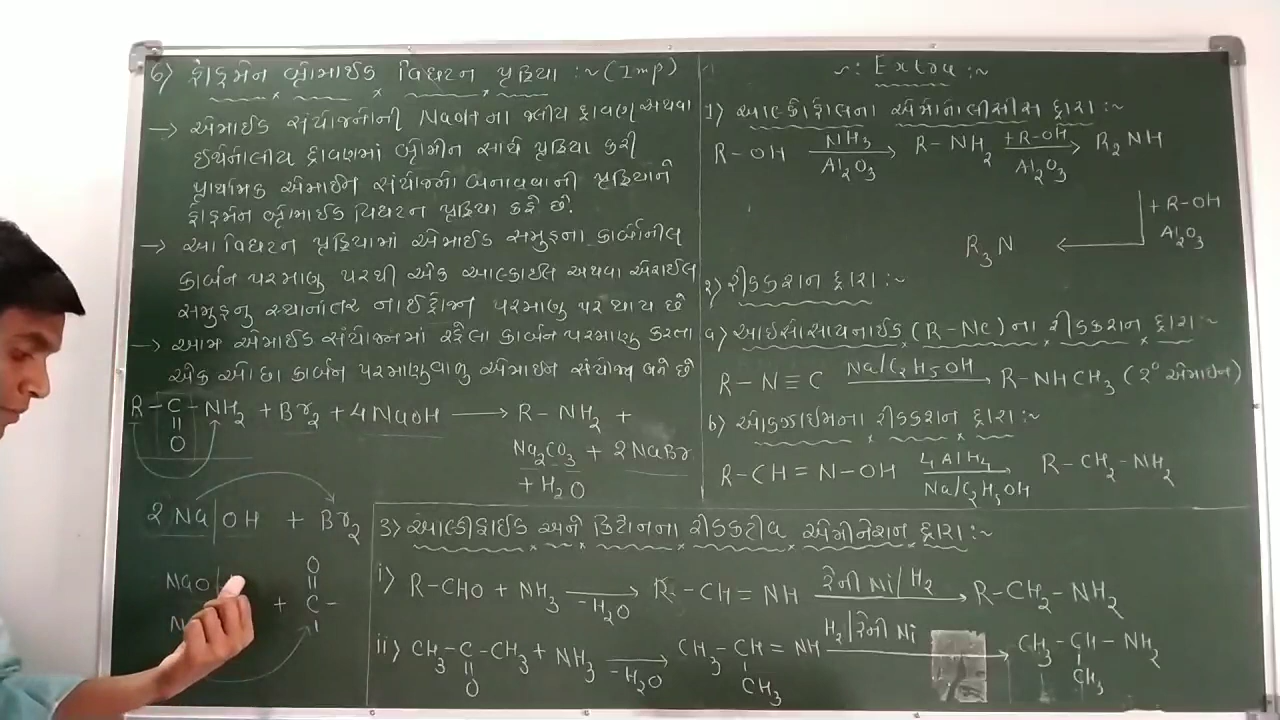 6) હોફમેન બ્રોમાઈડ વિઘટન પ્રક્રિયા :~ (Imp)
→ એમાઈડ સંયોજનોની NaOH ના જલીય દ્રાવણ અથવા
ઈથેનોલીય દ્રાવણમાં બ્રોમીન સાથે પ્રક્રિયા કરી
પ્રાથમિક એમાઈન સંયોજનો બનાવવાની પ્રક્રિયાને
હોફમેન બ્રોમાઈડ વિઘટન પ્રક્રિયા કહે છે.
→ આ વિઘટન પ્રક્રિયામાં એમાઈડ સમુહના કાર્બોનીલ
કાર્બન પરમાણુ પરથી એક આલ્કાઈલ અથવા એરાઈલ
સમુહનુ સ્થાનાંતર નાઈટ્રોજન પરમાણુ પર થાય છે
→ આમ એમાઈડ સંયોજનમાં રહેલા કાર્બન પરમાણુ કરતા
એક ઓછા કાર્બન પરમાણુવાળુ એમાઈન સંયોજન બને છે
R-C-NH₂ + Br₂ + 4NaOH ⟶ R-NH₂ +
||
O
Na₂CO₃ + 2NaBr
+ H₂O
2 Na|OH + Br₂
NaO
O
||
+ C-
~: Extra :~
1) આલ્કોહોલના એમોનોલીસીસ દ્વારા :~
R-OH NH₃/Al₂O₃ ⟶ R-NH₂ +R-OH/Al₂O₃ ⟶ R₂NH
+ R-OH
Al₂O₃
R₃N ⟵
2) રીડક્શન દ્વારા :~
a) આઈસોસાયનાઈડ (R-NC) ના રીડક્શન દ્વારા :~
R-N≡C Na/C₂H₅OH ⟶ R-NHCH₃ (2° એમાઈન)
b) ઓક્ઝાઈમના રીડક્શન દ્વારા :~
R-CH=N-OH Na/C₂H₅OH ⟶ R-CH₂-NH₂
3) આલ્ડીહાઈડ અને કિટોનના રીડક્ટીવ એમીનેશન દ્વારા :~
i) R-CHO + NH₃ -H₂O ⟶ R-CH=NH રેની Ni/H₂ ⟶ R-CH₂-NH₂
ii) CH₃-C-CH₃ + NH₃ -H₂O ⟶ CH₃-CH=NH H₂/રેની Ni ⟶ CH₃-CH-NH₂
||
O
CH₃
CH₃